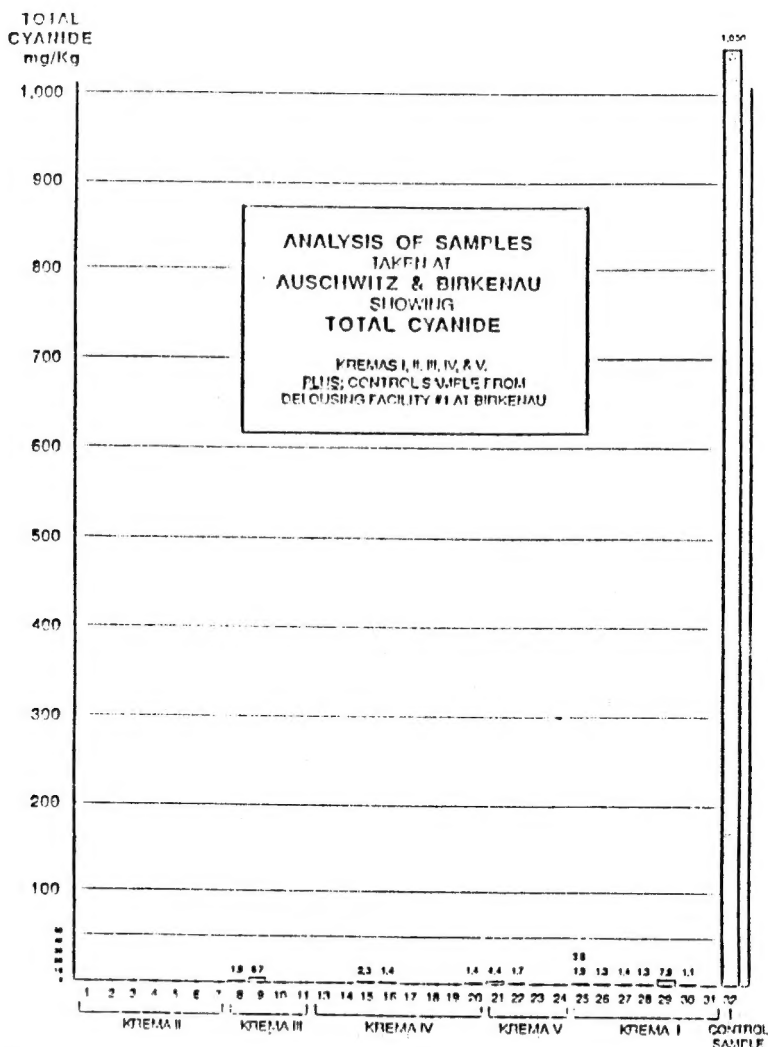 TOTAL
CYANIDE
mg/Kg
1,050
1,000
900
800
700
600
500
400
300
200
100
ANALYSIS OF SAMPLES
TAKEN AT
AUSCHWITZ & BIRKENAU
SHOWING
TOTAL CYANIDE
KREMAS I, II, III, IV, & V.
PLUS: CONTROL SAMPLE FROM
DELOUSING FACILITY #1 AT BIRKENAU
3.8
1.9 6.7 2.3 1.4 1.4 4.4 1.7 1.9 1.3 1.4 1.3 7.9 1.1
1 2 3 4 5 6 7 8 9 10 11 13 14 15 16 17 18 19 20 21 22 23 24 25 26 27 28 29 30 31 32
KREMA II KREMA III KREMA IV KREMA V KREMA I CONTROL
SAMPLE